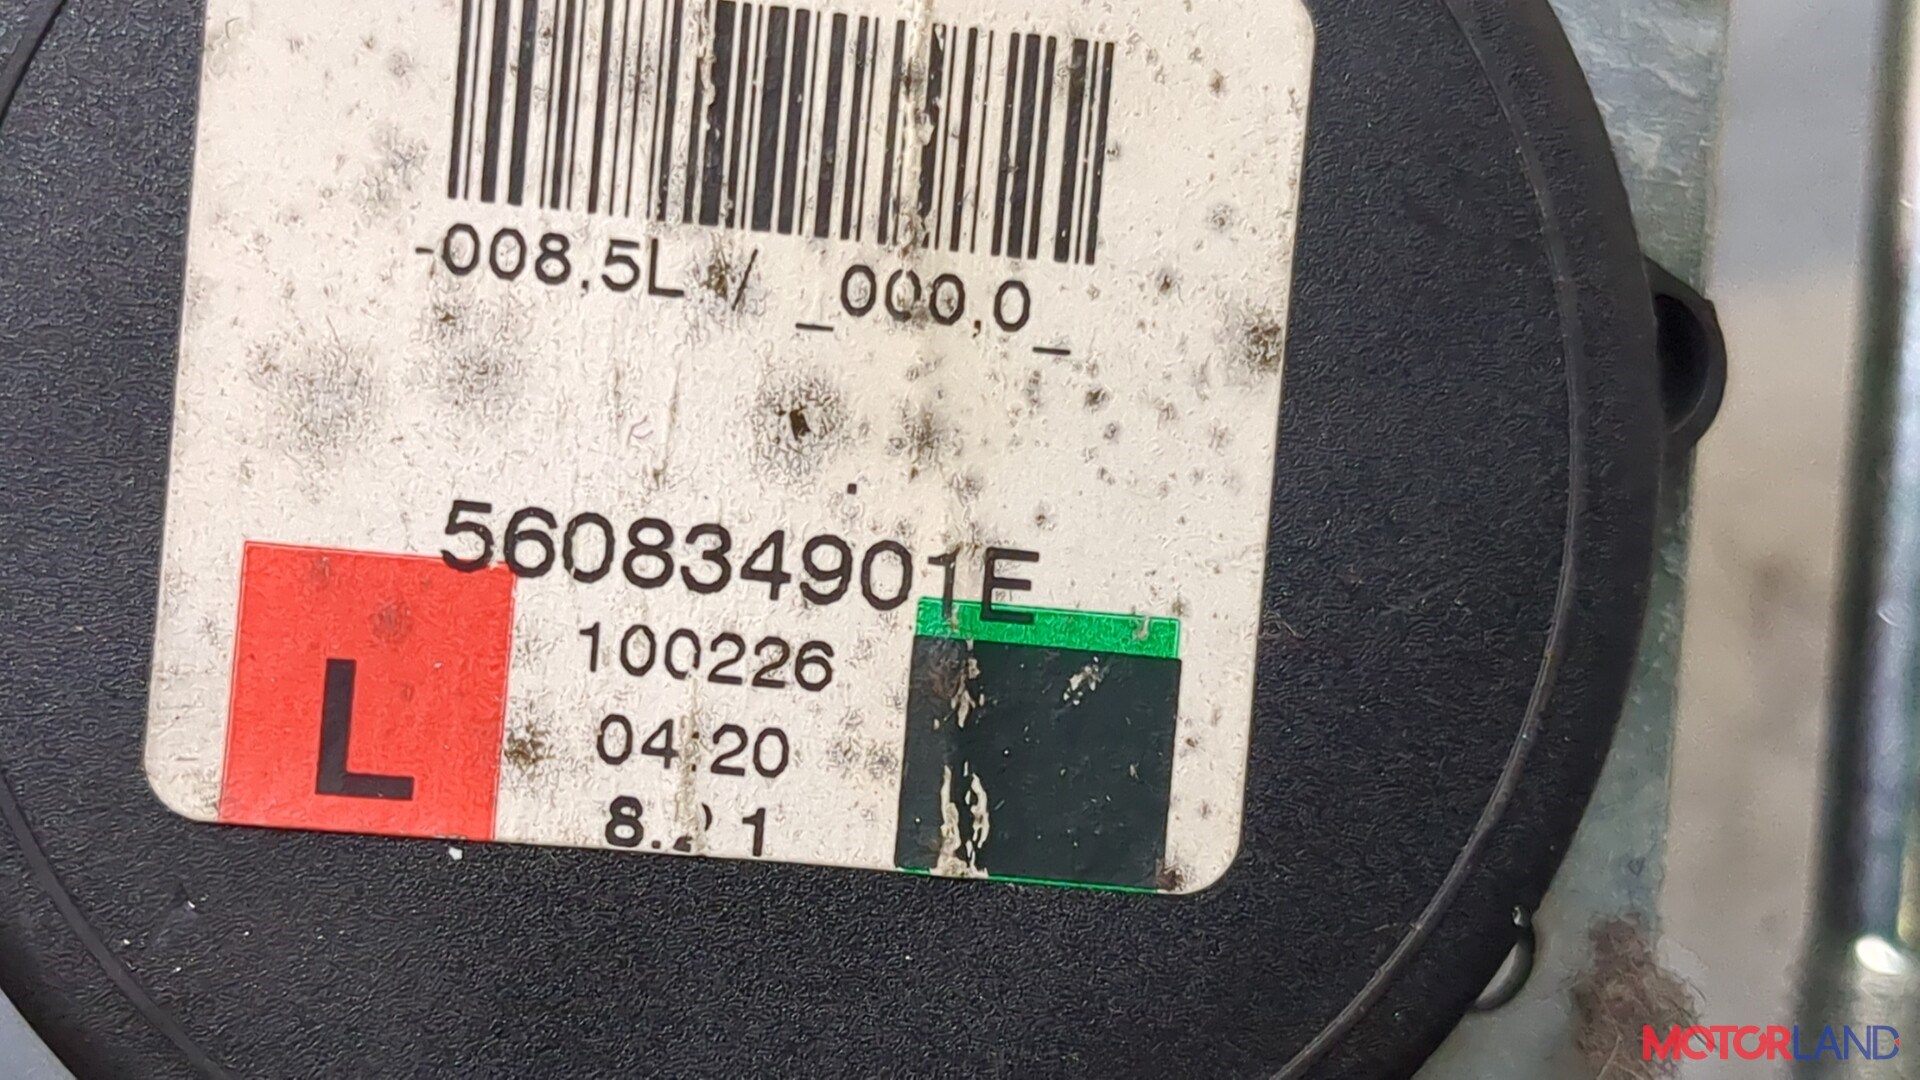 -008,5L / _000,0_
560834901E
100226
04:20
L
MOTORLAND